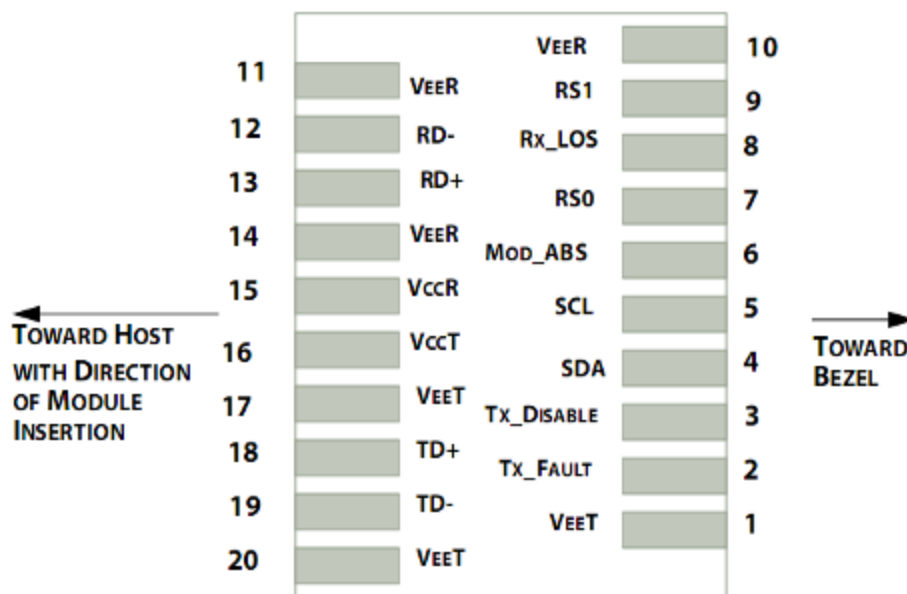 11 VEER
12 RD-
13 RD+
14 VEER
15 VCCR
16 VCCT
17 VEET
18 TD+
19 TD-
20 VEET
VEER 10
RS1 9
RX_LOS 8
RS0 7
MOD_ABS 6
SCL 5
SDA 4
TX_DISABLE 3
TX_FAULT 2
VEET 1
TOWARD HOST
WITH DIRECTION
OF MODULE
INSERTION
TOWARD
BEZEL